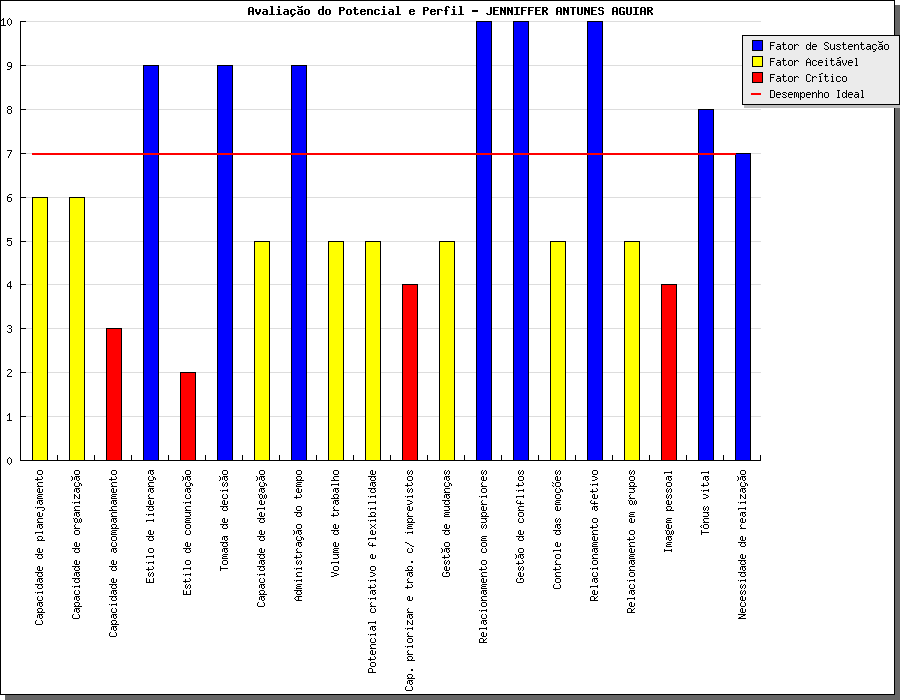 Avaliação do Potencial e Perfil - JENNIFFER ANTUNES AGUIAR
Fator de Sustentação
Fator Aceitável
Fator Crítico
Desempenho Ideal
10
9
8
7
6
5
4
3
2
1
0
Capacidade de planejamento
Capacidade de organização
Capacidade de acompanhamento
Estilo de liderança
Estilo de comunicação
Tomada de decisão
Capacidade de delegação
Administração do tempo
Volume de trabalho
Potencial criativo e flexibilidade
Cap. priorizar e trab. c/ imprevistos
Gestão de mudanças
Relacionamento com superiores
Gestão de conflitos
Controle das emoções
Relacionamento afetivo
Relacionamento em grupos
Imagem pessoal
Tônus vital
Necessidade de realização